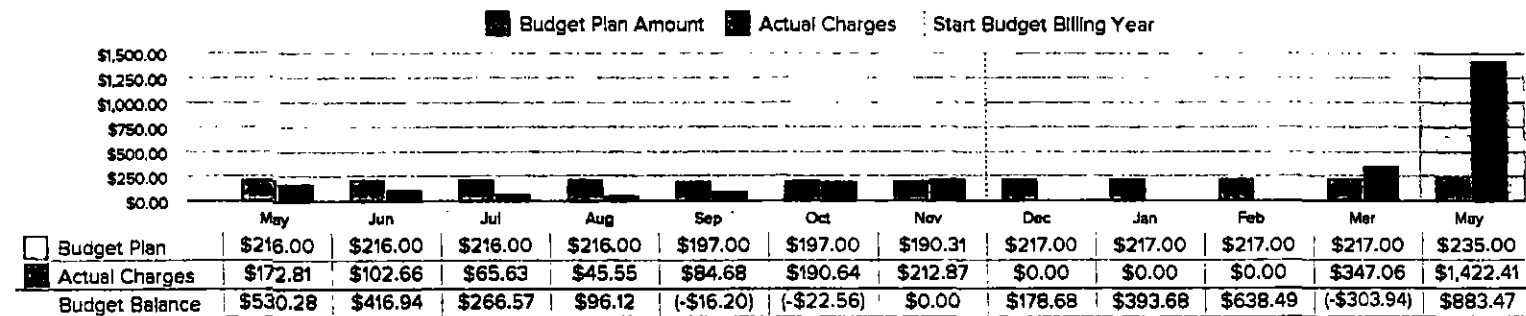 Budget Plan Amount Actual Charges Start Budget Billing Year
$1,500.00
$1,250.00
$1,000.00
$750.00
$500.00
$250.00
$0.00
May Jun Jul Aug Sep Oct Nov Dec Jan Feb Mar May
Budget Plan $216.00 $216.00 $216.00 $216.00 $197.00 $197.00 $190.31 $217.00 $217.00 $217.00 $217.00 $235.00
Actual Charges $172.81 $102.66 $65.63 $45.55 $84.68 $190.64 $212.87 $0.00 $0.00 $0.00 $347.06 $1,422.41
Budget Balance $530.28 $416.94 $266.57 $96.12 (-$16.20) (-$22.56) $0.00 $178.68 $393.68 $638.49 (-$303.94) $883.47